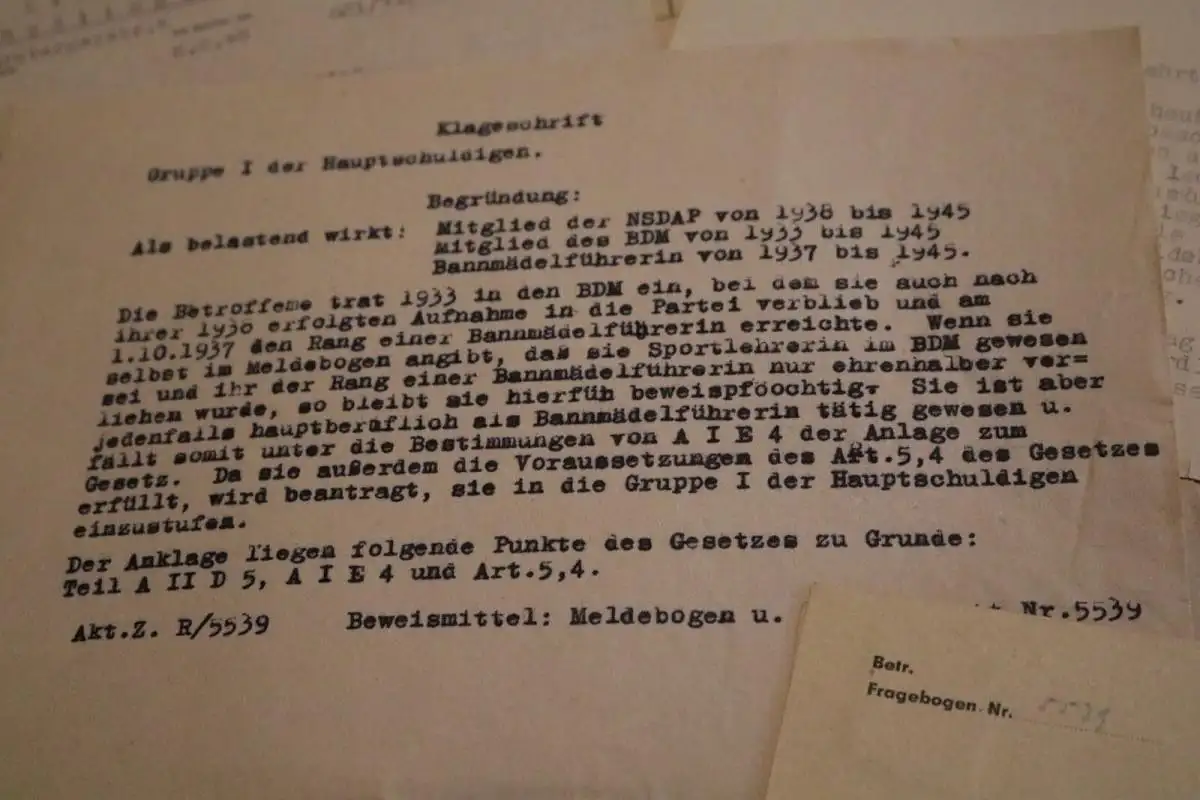 Klageschrift
Gruppe I der Hauptschuldigen.
Begründung:
Als belastend wirkt: Mitglied der NSDAP von 1938 bis 1945
Mitglied des BDM von 1933 bis 1945
Bannmädelführerin von 1937 bis 1945.
Die Betroffene trat 1933 in den BDM ein, bei dem sie auch nach
ihrer 1938 erfolgten Aufnahme in die Partei verblieb und am
1.10.1937 den Rang einer Bannmädelführerin erreichte. Wenn sie
selbst im Meldebogen angibt, daß sie Sportlehrerin im BDM gewesen
sei und ihr der Rang einer Bannmädelführerin nur ehrenhalber ver=
liehen wurde, so bleibt sie hierfüh beweispföochtig. Sie ist aber
jedenfalls hauptberuflich als Bannmädelführerin tätig gewesen u.
fällt somit unter die Bestimmungen von A I E 4 der Anlage zum
Gesetz. Da sie außerdem die Voraussetzungen des Art.5,4 des Gesetzes
erfüllt, wird beantragt, sie in die Gruppe I der Hauptschuldigen
einzustufen.
Der Anklage liegen folgende Punkte des Gesetzes zu Grunde:
Teil A II D 5, A I E 4 und Art.5,4.
Akt.Z. R/5539 Beweismittel: Meldebogen u. Nr.5539
Betr.
Fragebogen Nr. 5539